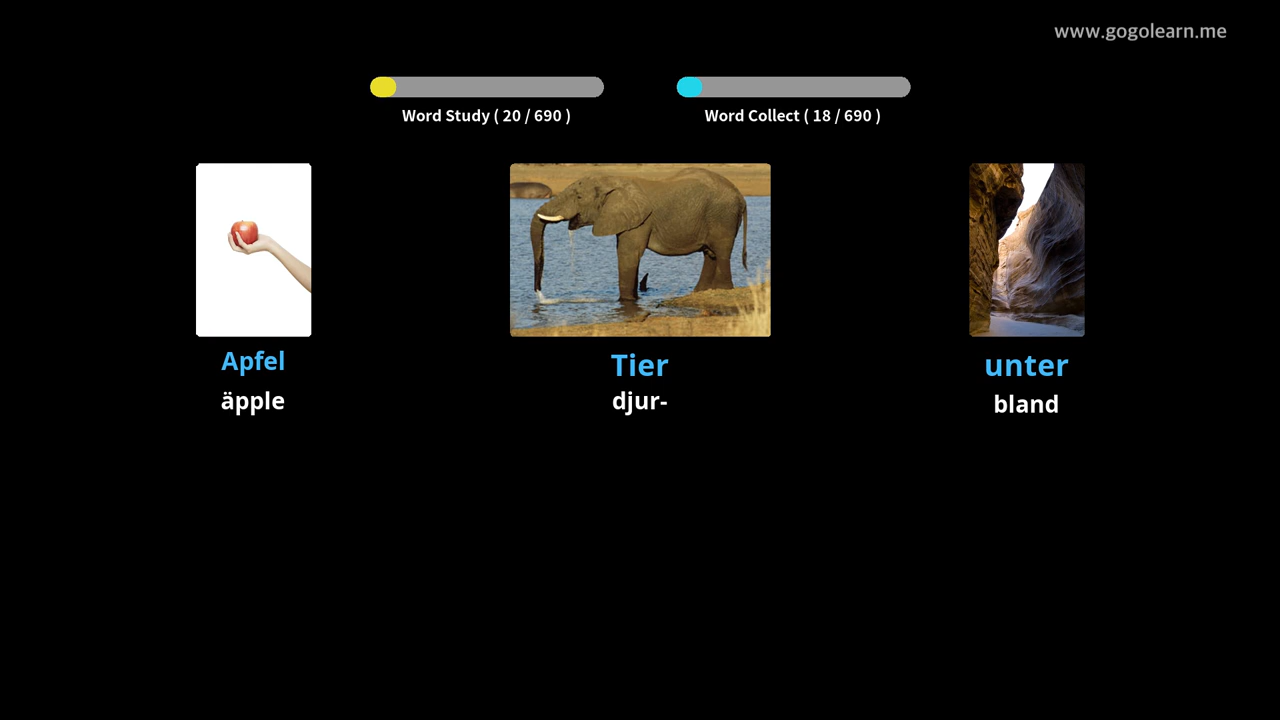 www.gogolearn.me
Word Study ( 20 / 690 )
Word Collect ( 18 / 690 )
Apfel
äpple
Tier
djur-
unter
bland